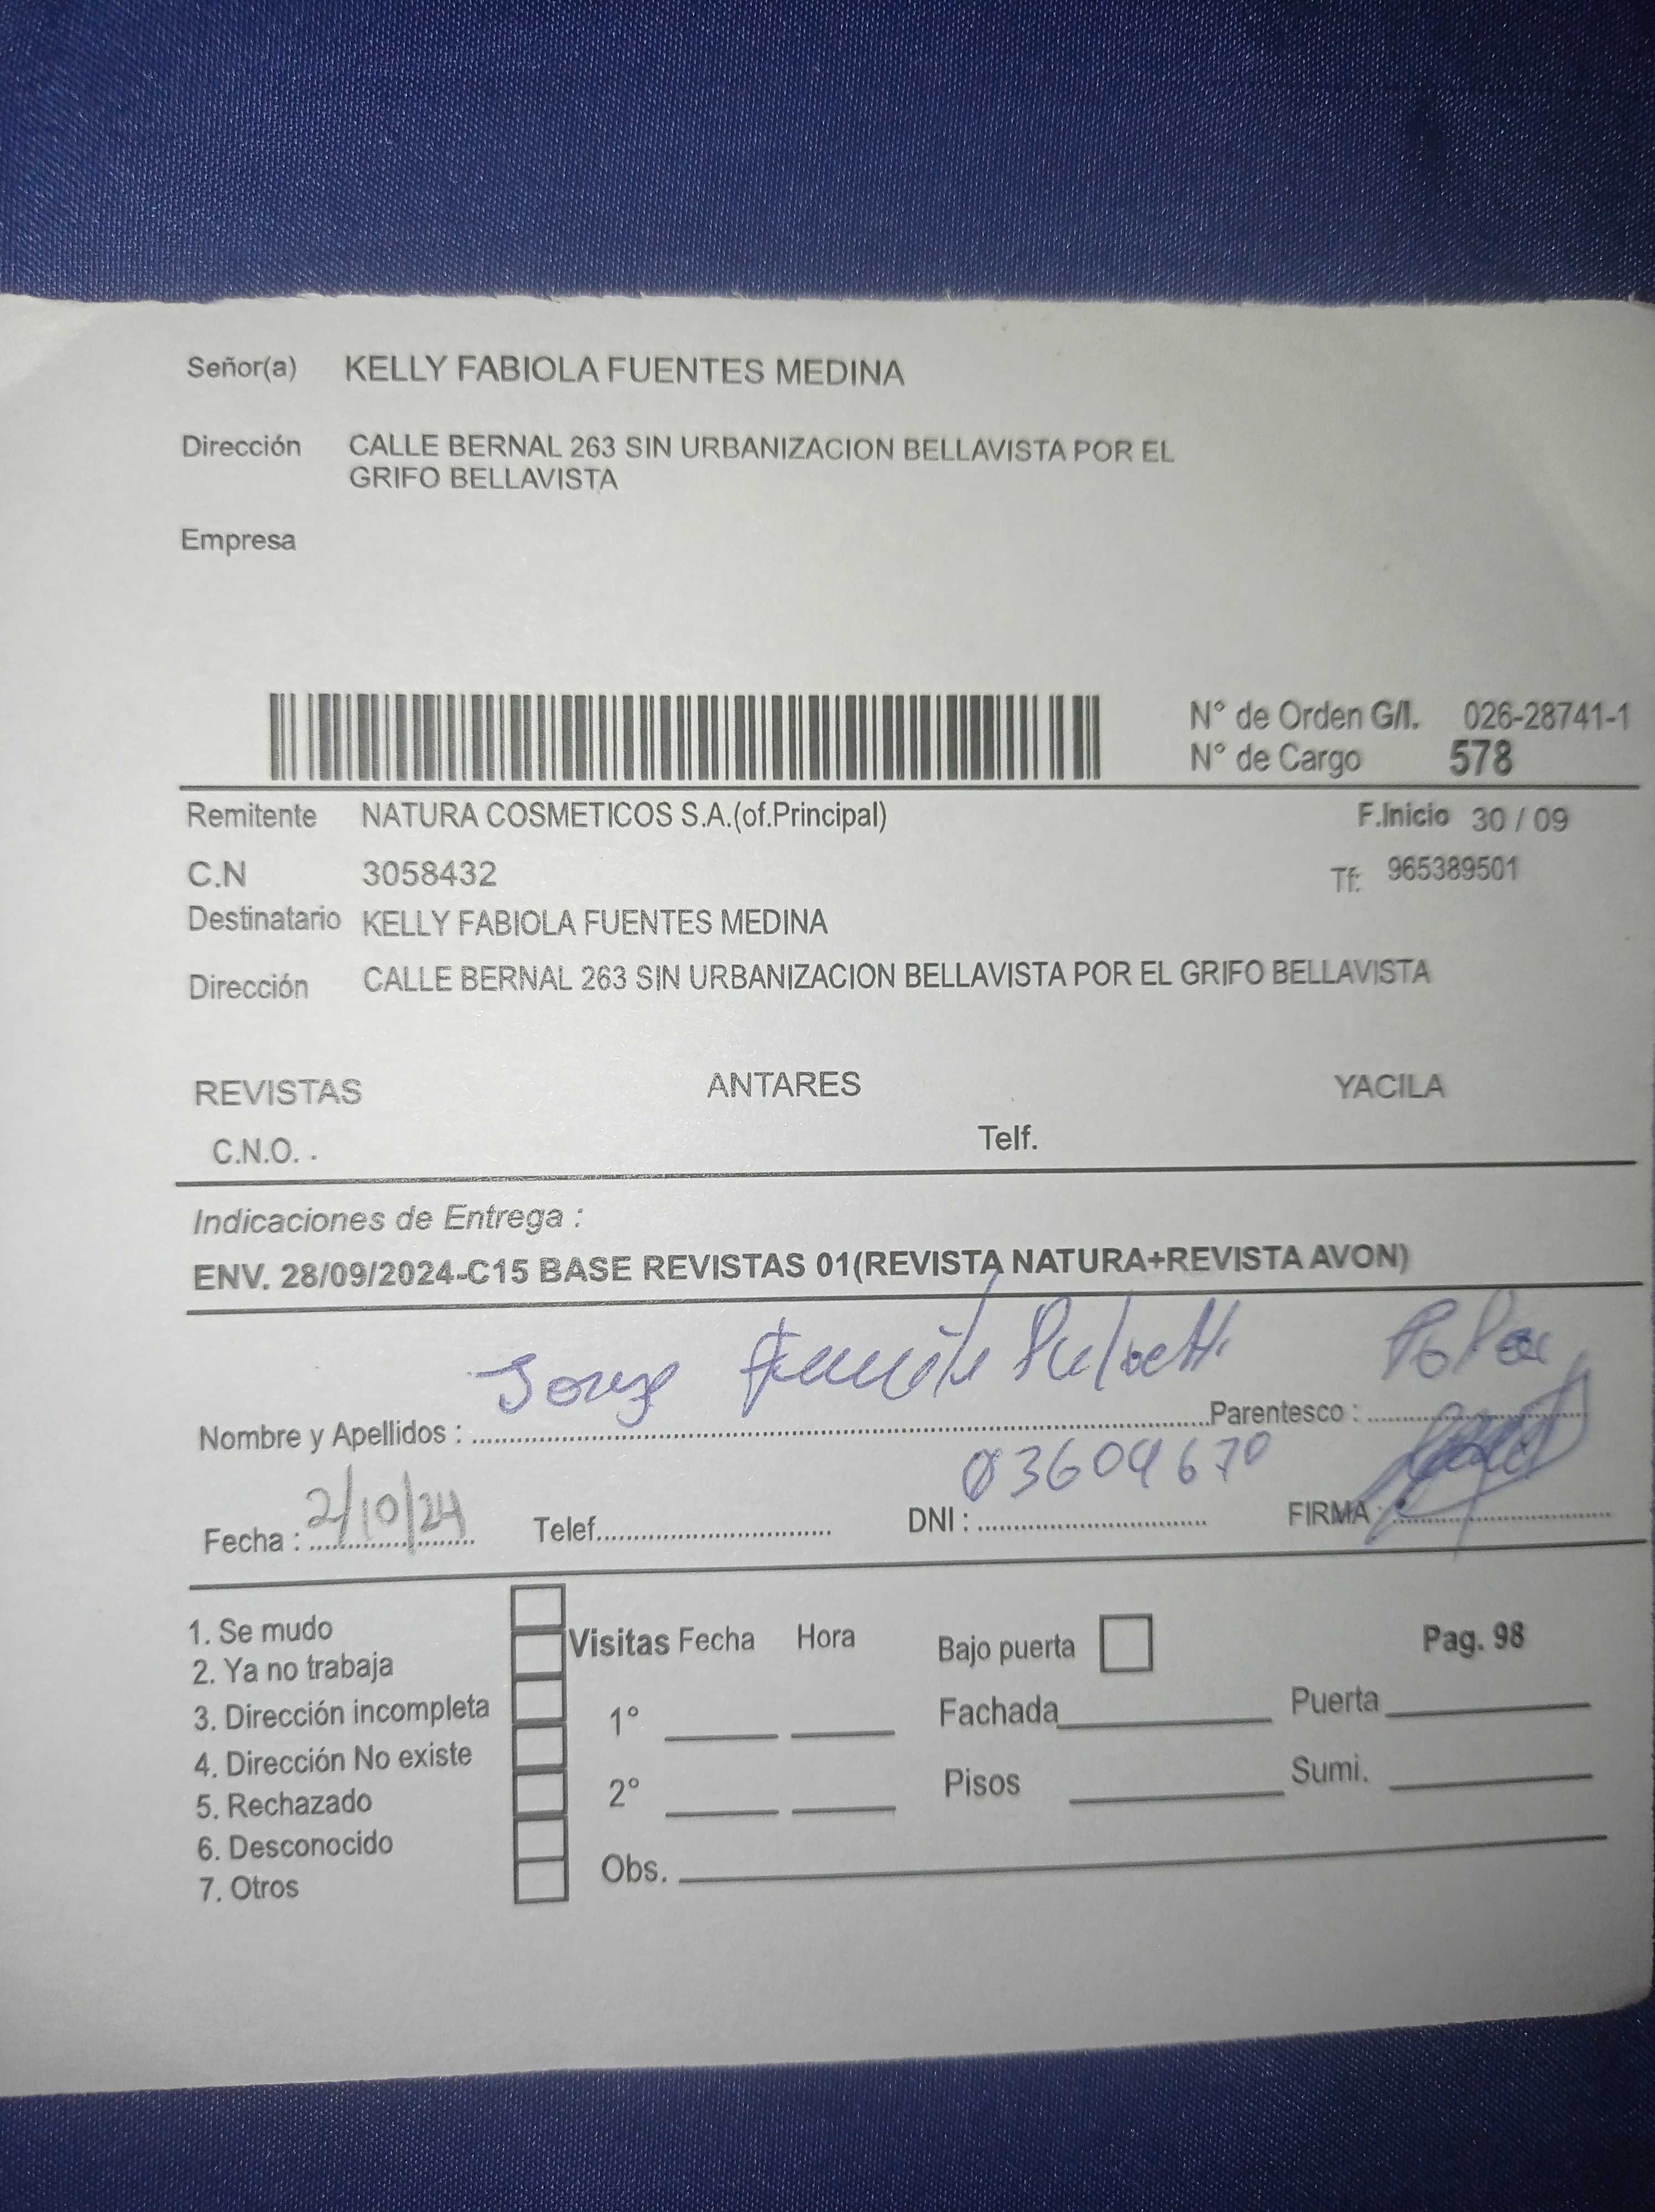 Señor(a) KELLY FABIOLA FUENTES MEDINA
Dirección CALLE BERNAL 263 SIN URBANIZACION BELLAVISTA POR EL
GRIFO BELLAVISTA
Empresa
N° de Orden G/I. 026-28741-1
N° de Cargo 578
Remitente NATURA COSMETICOS S.A.(of.Principal) F.Inicio 30 / 09
C.N 3058432 Tf: 965389501
Destinatario KELLY FABIOLA FUENTES MEDINA
Dirección CALLE BERNAL 263 SIN URBANIZACION BELLAVISTA POR EL GRIFO BELLAVISTA
REVISTAS ANTARES YACILA
C.N.O. . Telf.
Indicaciones de Entrega :
ENV. 28/09/2024-C15 BASE REVISTAS 01(REVISTA NATURA+REVISTA AVON)
Nombre y Apellidos : Jorge Parentesco :
Fecha : 2/10/24 Telef. DNI : 03604670 FIRMA :
1. Se mudo
2. Ya no trabaja
3. Dirección incompleta
4. Dirección No existe
5. Rechazado
6. Desconocido
7. Otros
Visitas Fecha Hora
1°
2°
Obs.
Bajo puerta Pag. 98
Fachada Puerta
Pisos Sumi.